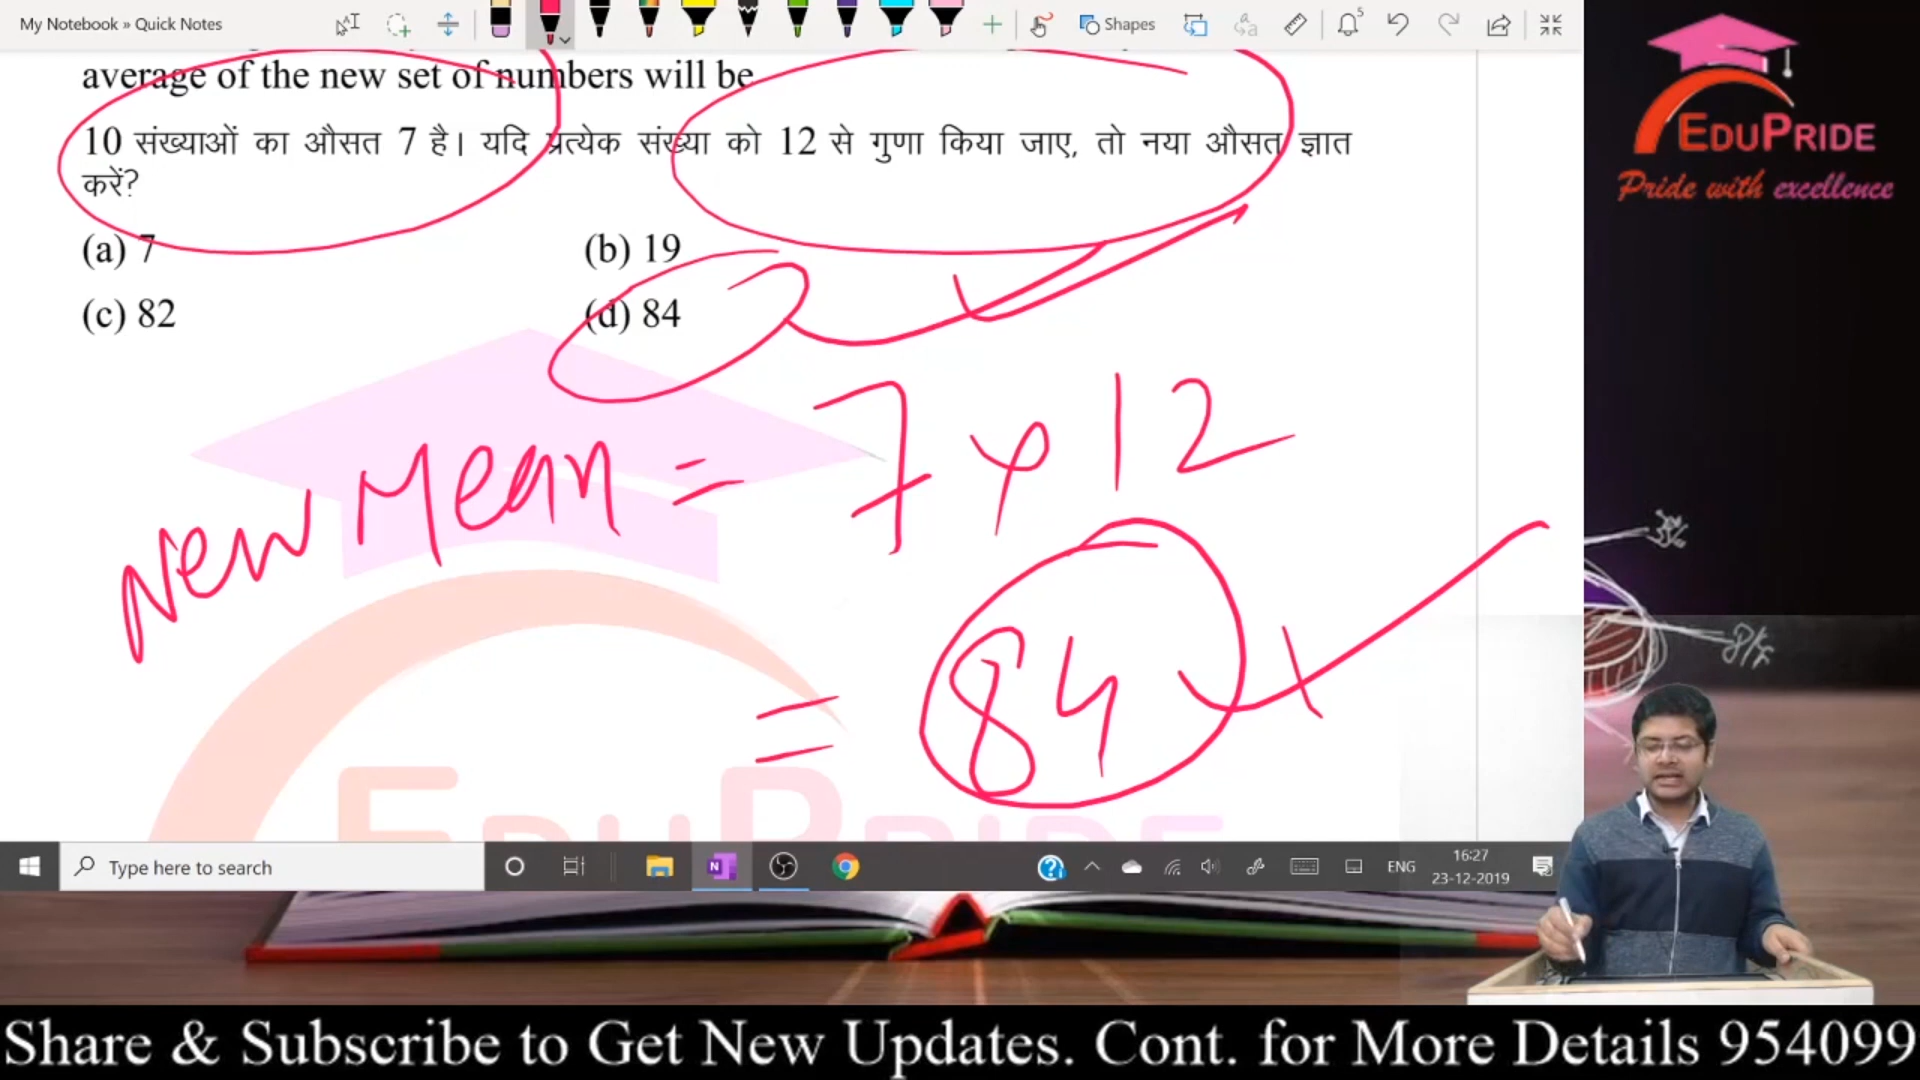 My Notebook » Quick Notes
Shapes
5
average of the new set of numbers will be
10 संख्याओं का औसत 7 है। यदि प्रत्येक संख्या को 12 से गुणा किया जाए, तो नया औसत ज्ञात
करें?
(a) 7
(b) 19
(c) 82
(d) 84
New Mean = 7 x 12
= 84
EDUPRIDE
EDUPRIDE
Pride with excellence
Type here to search
ENG
16:27
23-12-2019
Share & Subscribe to Get New Updates. Cont. for More Details 954099